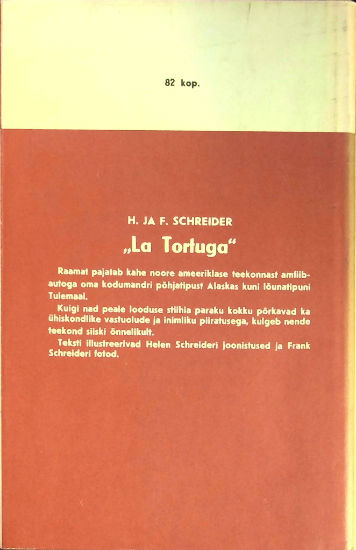 82 kop.
H. JA F. SCHREIDER
„La Tortuga“
Raamat pajatab kahe noore ameeriklase teekonnast amfiib-
autoga oma kodumandri põhjatipust Alaskas kuni lõunatipuni
Tulemaal.
Kuigi nad peale looduse stiihia paraku kokku põrkavad ka
ühiskondlike vastuolude ja inimliku piiratusega, kulgeb nende
teekond siiski õnnelikult.
Teksti illustreerivad Helen Schreideri joonistused ja Frank
Schreideri fotod.